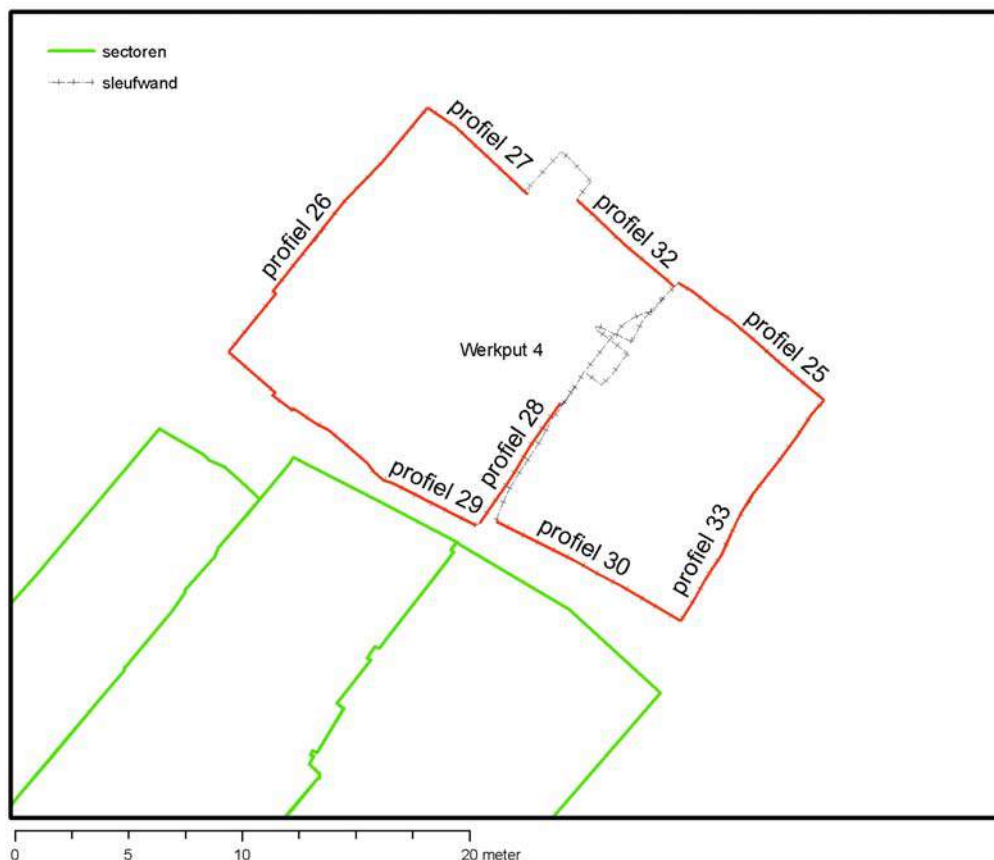 sectoren
sleufwand
profiel 27
profiel 26
profiel 32
profiel 25
Werkput 4
profiel 28
profiel 29
profiel 30
profiel 33
0 5 10 20 meter